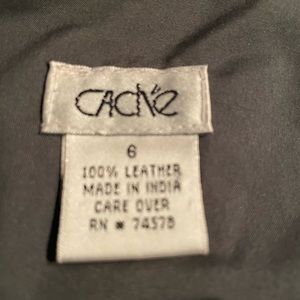 CACHÉ
6
100% LEATHER
MADE IN INDIA
CARE OVER
RN # 74578